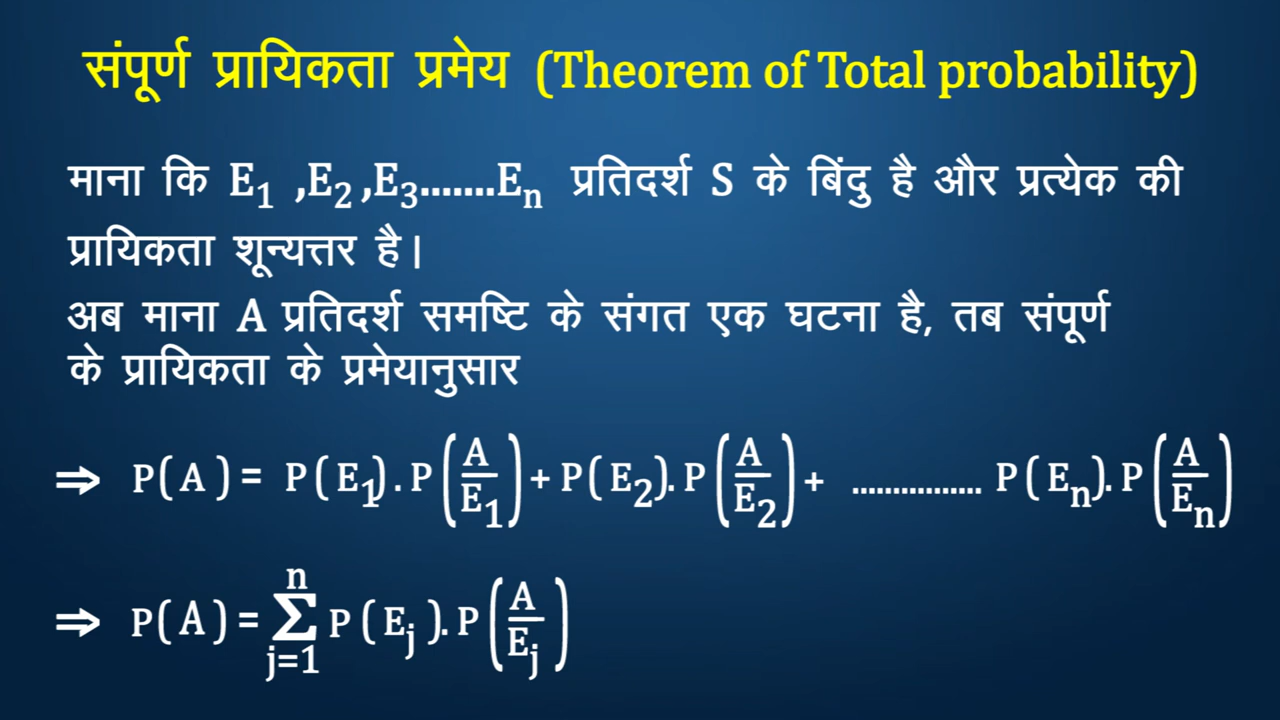 संपूर्ण प्रायिकता प्रमेय (Theorem of Total probability)
माना कि E₁ ,E₂ ,E₃.......Eₙ प्रतिदर्श S के बिंदु है और प्रत्येक की
प्रायिकता शून्यत्तर है।
अब माना A प्रतिदर्श समष्टि के संगत एक घटना है, तब संपूर्ण
के प्रायिकता के प्रमेयानुसार
⇒ P(A) = P(E₁).P(A/E₁) + P(E₂).P(A/E₂) + ................ P(Eₙ).P(A/Eₙ)
⇒ P(A) = Σⁿⱼ₌₁ P(Eⱼ).P(A/Eⱼ)